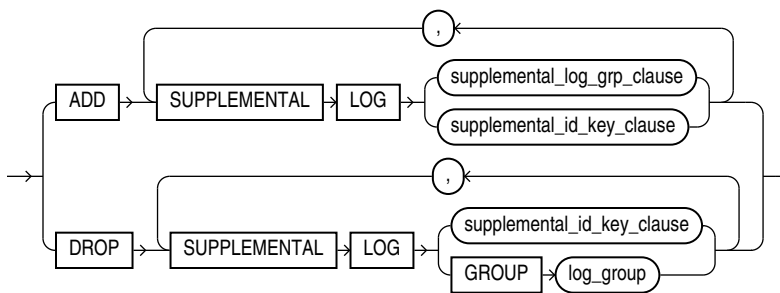 ,
ADD SUPPLEMENTAL LOG supplemental_log_grp_clause
supplemental_id_key_clause
,
DROP SUPPLEMENTAL LOG supplemental_id_key_clause
GROUP log_group